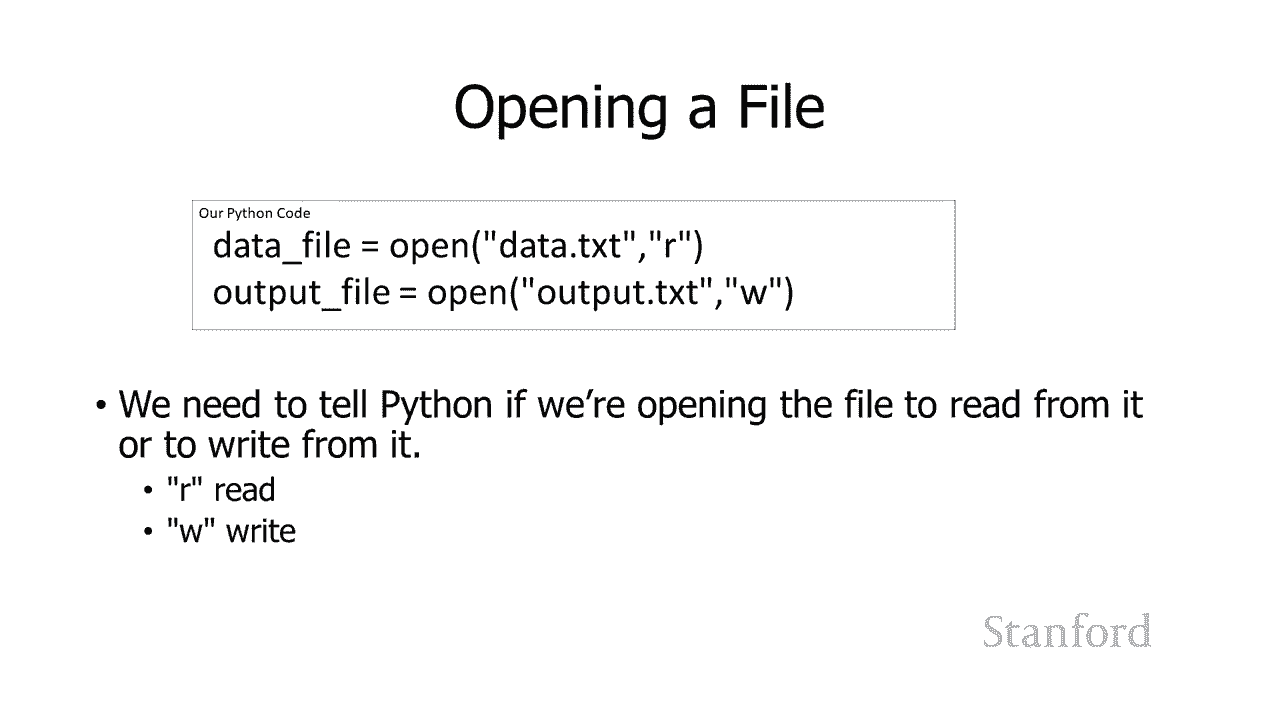 Opening a File
Our Python Code
data_file = open("data.txt","r")
output_file = open("output.txt","w")
• We need to tell Python if we’re opening the file to read from it
or to write from it.
• "r" read
• "w" write
Stanford